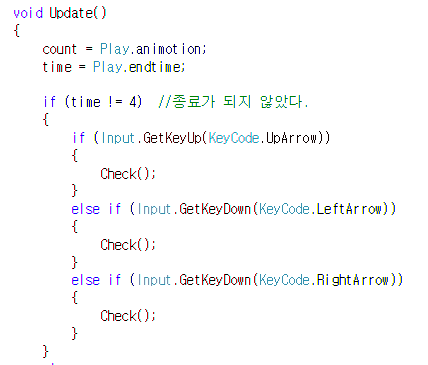 void Update()
{
count = Play.animotion;
time = Play.endtime;
if (time != 4) //종료가 되지 않았다.
{
if (Input.GetKeyUp(KeyCode.UpArrow))
{
Check();
}
else if (Input.GetKeyDown(KeyCode.LeftArrow))
{
Check();
}
else if (Input.GetKeyDown(KeyCode.RightArrow))
{
Check();
}
}